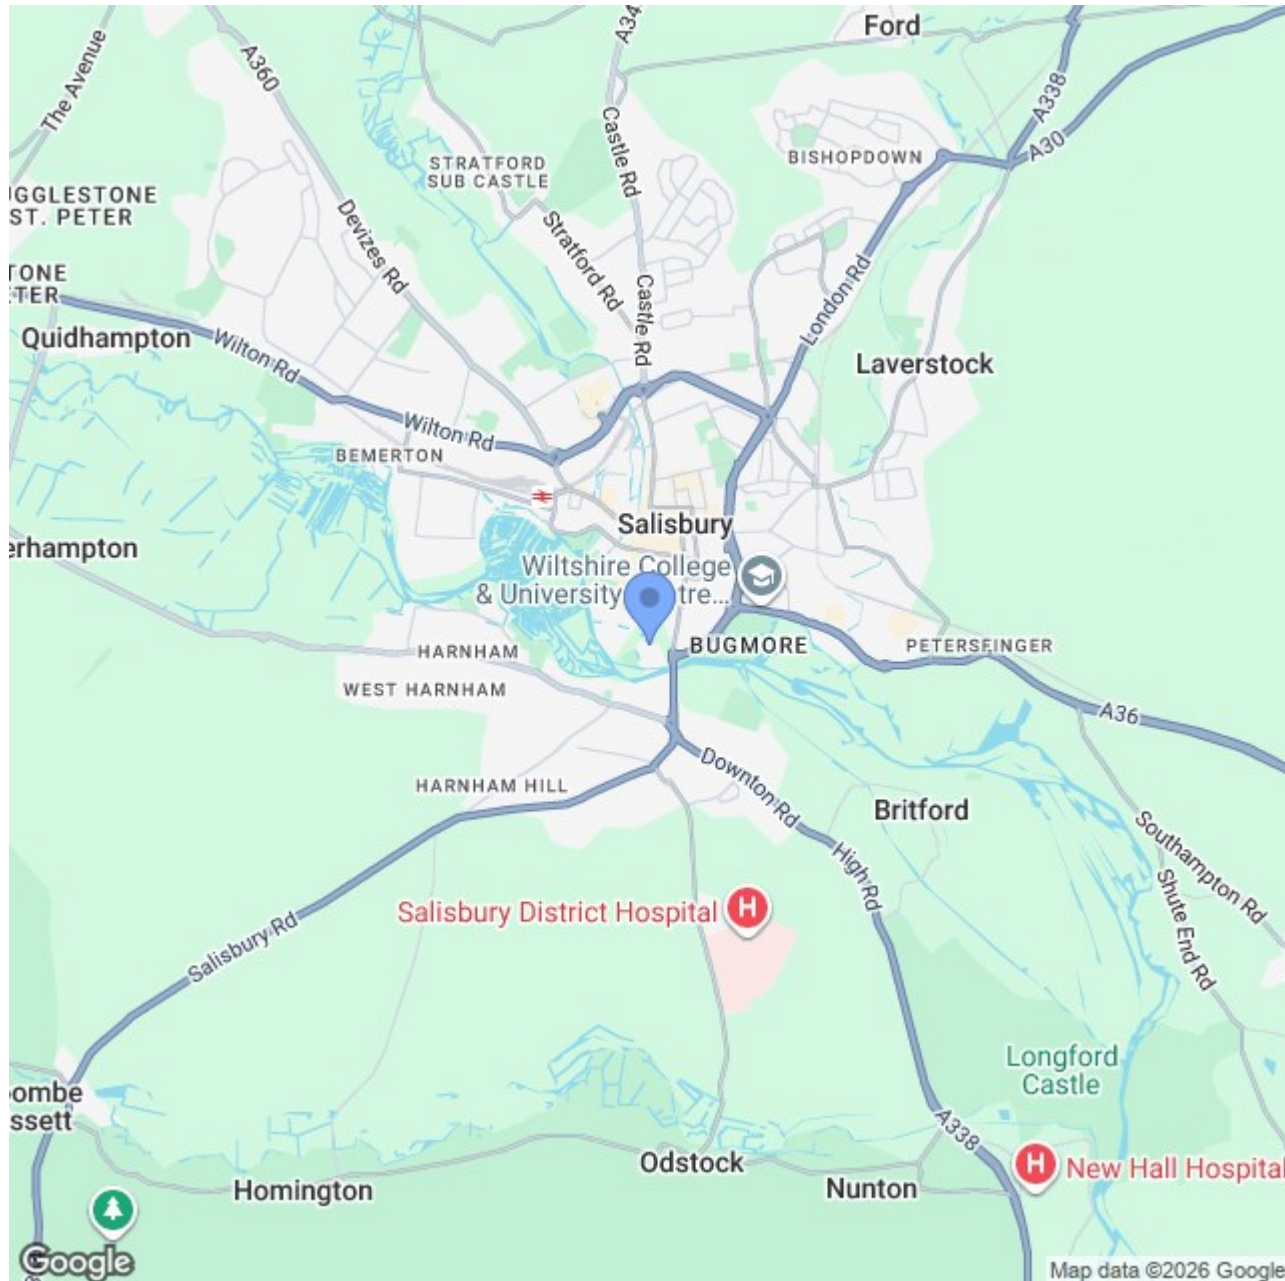 Ford
The Avenue
A360
A34
A338
A30
Castle Rd
BISHOPDOWN
STRATFORD
SUB CASTLE
UGGLESTONE
ST. PETER
Devizes Rd
Stratford Rd
TONE
TER
Castle Rd
London Rd
Quidhampton
Wilton Rd
Laverstock
Wilton Rd
BEMERTON
Salisbury
erhampton
Wiltshire College
& University
tre...
HARNHAM
BUGMORE
PETERSFINGER
WEST HARNHAM
A36
Downton Rd
HARNHAM HILL
Britford
High Rd
Southampton Rd
Shute End Rd
Salisbury District Hospital
H
Salisbury Rd
Longford
Castle
ombe
ssett
A338
Odstock
H
New Hall Hospital
Homington
Nunton
Google
Map data ©2026 Google